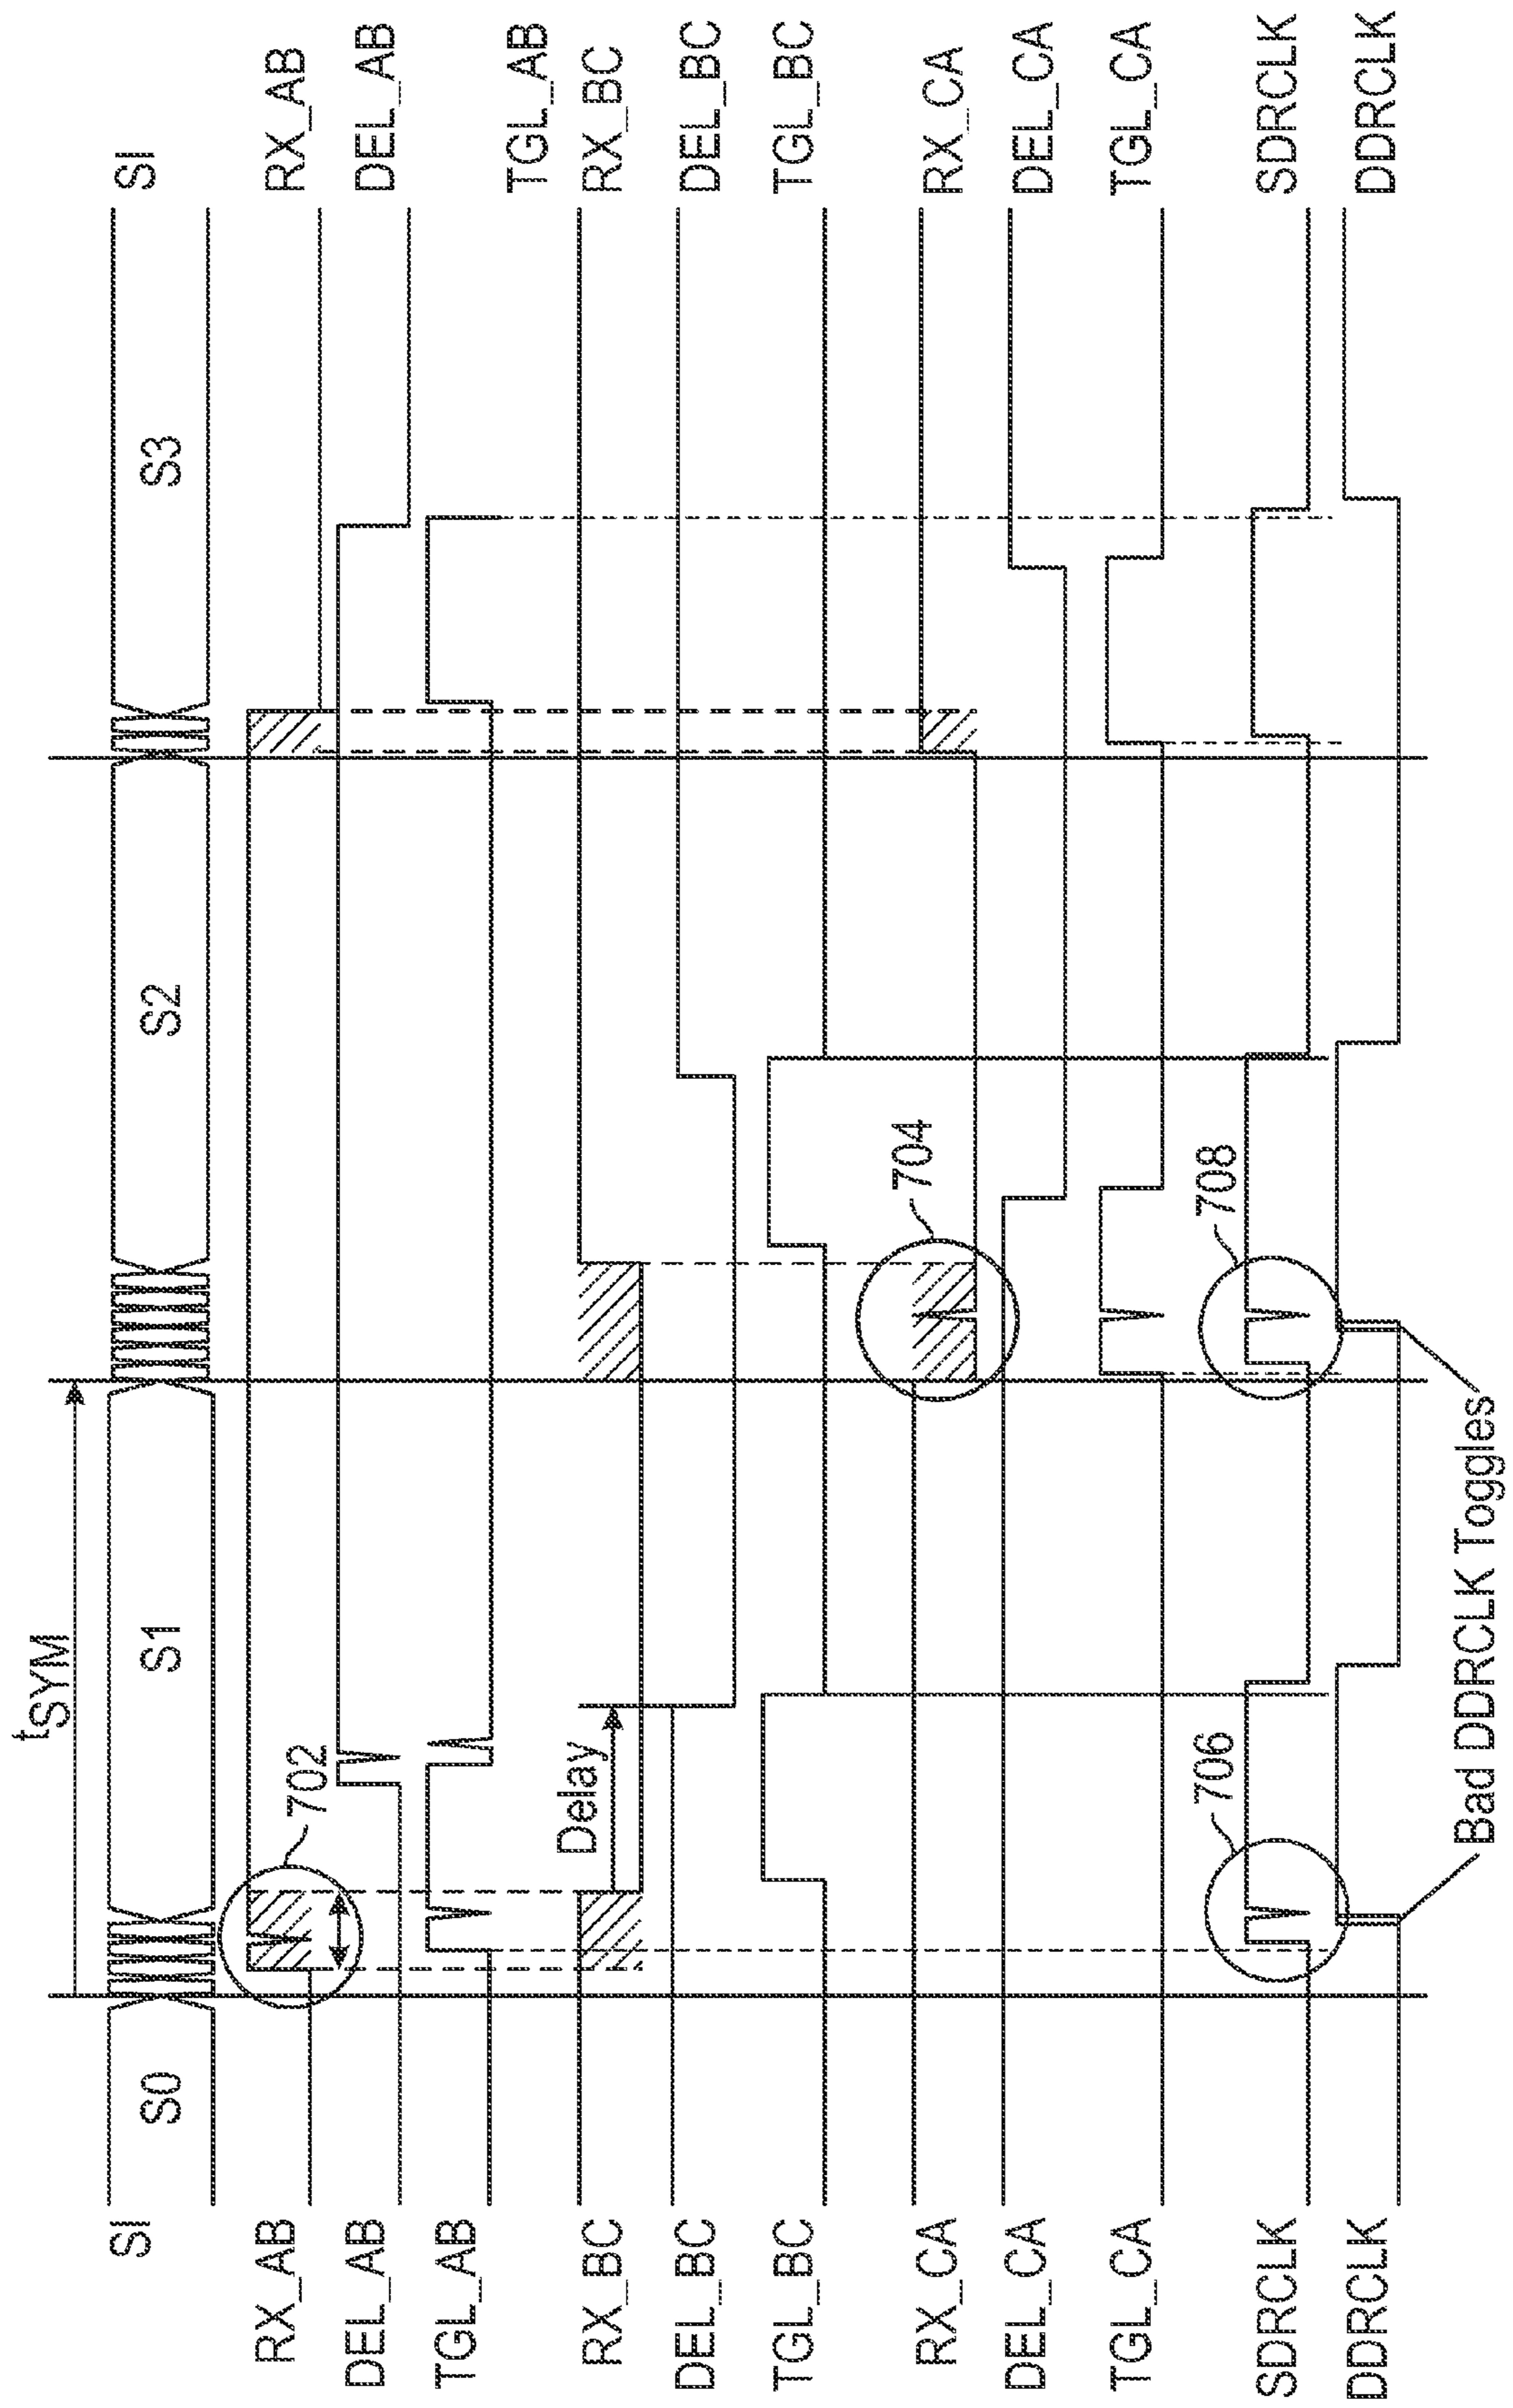 tSYM
SI
S0
S1
S2
S3
SI
RX_AB
702
RX_AB
DEL_AB
DEL_AB
TGL_AB
TGL_AB
RX_BC
Delay
RX_BC
DEL_BC
DEL_BC
TGL_BC
TGL_BC
RX_CA
704
RX_CA
DEL_CA
DEL_CA
TGL_CA
TGL_CA
SDRCLK
706
708
SDRCLK
DDRCLK
DDRCLK
Bad DDRCLK Toggles